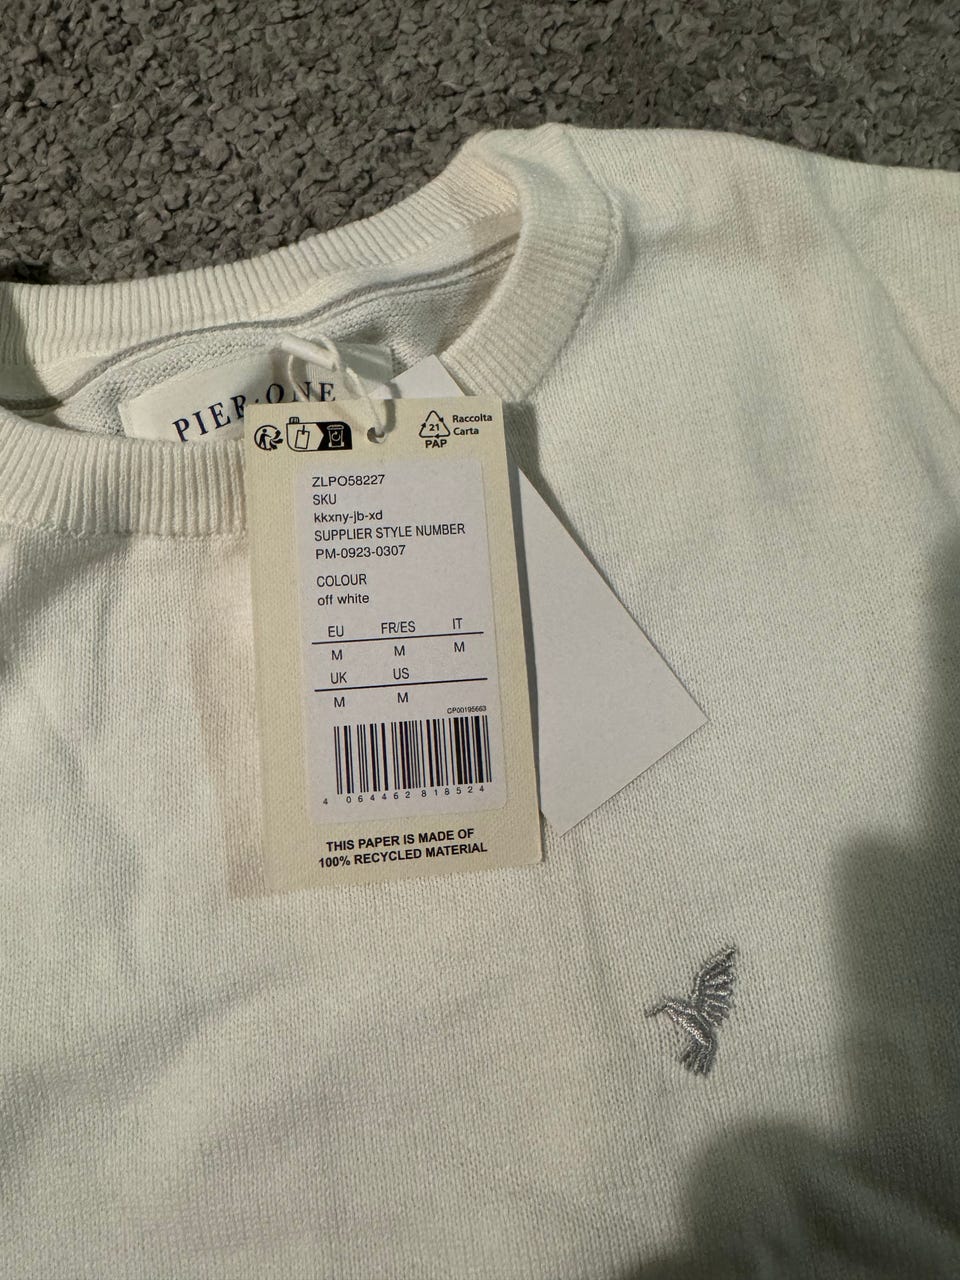 PIER·ONE
21
PAP
Raccolta
Carta
ZLPO58227
SKU
kkxny-jb-xd
SUPPLIER STYLE NUMBER
PM-0923-0307
COLOUR
off white
EU FR/ES IT
M M M
UK US
M M
CP00195663
4 064462 818524
THIS PAPER IS MADE OF
100% RECYCLED MATERIAL